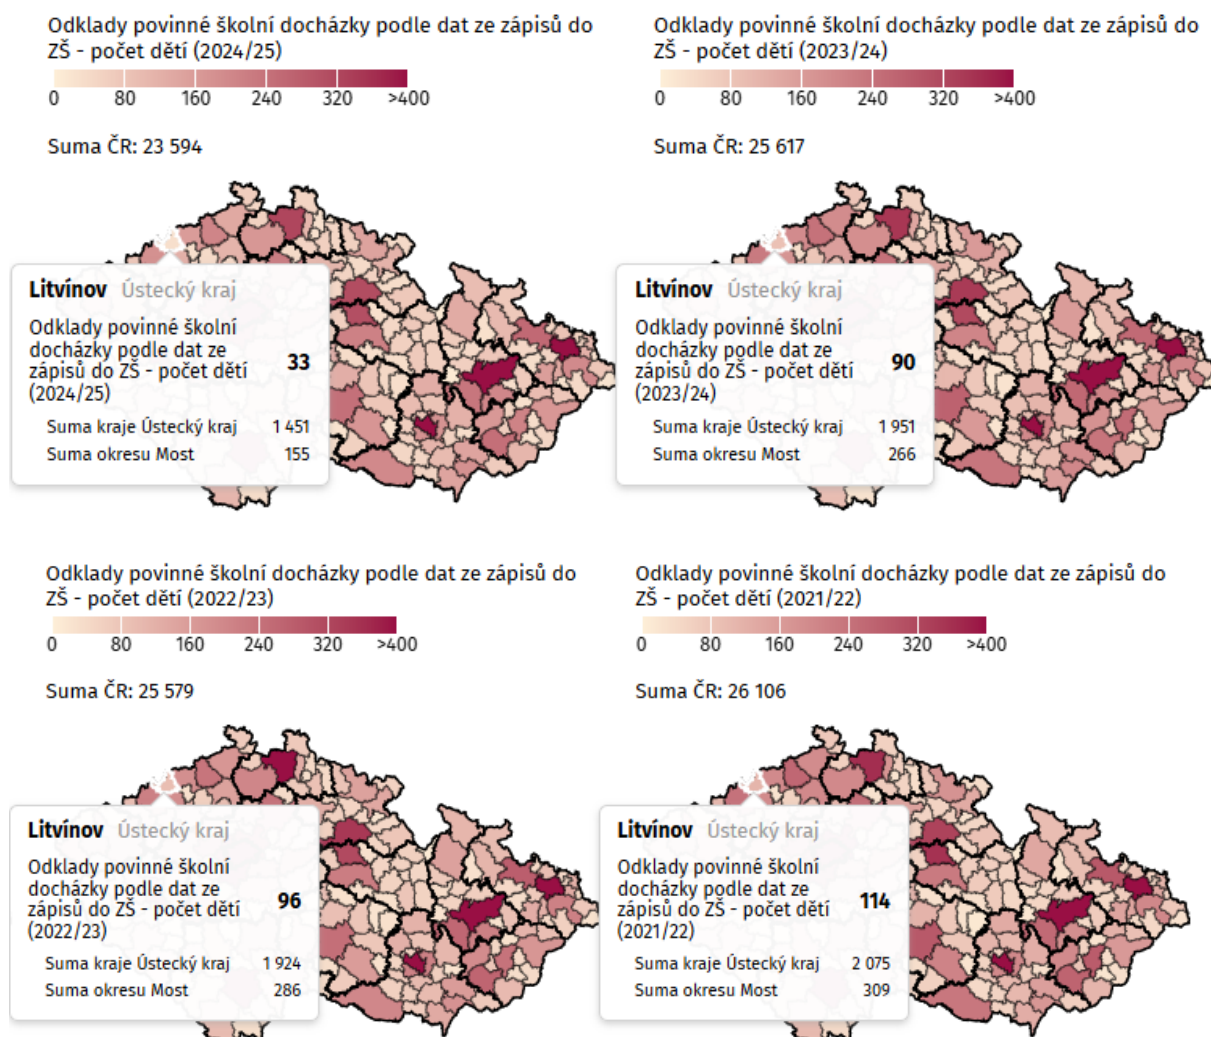 Odklady povinné školní docházky podle dat ze zápisů do
ZŠ - počet dětí (2024/25)
0 80 160 240 320 >400
Suma ČR: 23 594
Litvínov Ústecký kraj
Odklady povinné školní
docházky podle dat ze
zápisů do ZŠ - počet dětí
(2024/25)
33
Suma kraje Ústecký kraj 1 451
Suma okresu Most 155
Odklady povinné školní docházky podle dat ze zápisů do
ZŠ - počet dětí (2023/24)
0 80 160 240 320 >400
Suma ČR: 25 617
Litvínov Ústecký kraj
Odklady povinné školní
docházky podle dat ze
zápisů do ZŠ - počet dětí
(2023/24)
90
Suma kraje Ústecký kraj 1 951
Suma okresu Most 266
Odklady povinné školní docházky podle dat ze zápisů do
ZŠ - počet dětí (2022/23)
0 80 160 240 320 >400
Suma ČR: 25 579
Litvínov Ústecký kraj
Odklady povinné školní
docházky podle dat ze
zápisů do ZŠ - počet dětí
(2022/23)
96
Suma kraje Ústecký kraj 1 924
Suma okresu Most 286
Odklady povinné školní docházky podle dat ze zápisů do
ZŠ - počet dětí (2021/22)
0 80 160 240 320 >400
Suma ČR: 26 106
Litvínov Ústecký kraj
Odklady povinné školní
docházky podle dat ze
zápisů do ZŠ - počet dětí
(2021/22)
114
Suma kraje Ústecký kraj 2 075
Suma okresu Most 309